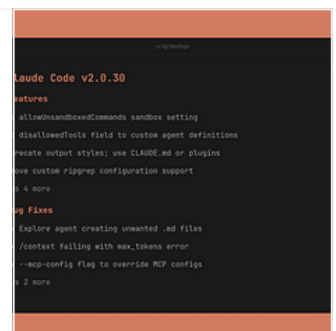 laude Code v2.0.30
eatures
allowUnsandboxedCommands sandbox setting
disallowedTools field to custom agent definitions
recate output styles; use CLAUDE.md or plugins
ove custom ripgrep configuration support
s 4 more
ug Fixes
Explore agent creating unwanted .md files
/context failing with max_tokens error
--mcp-config flag to override MCP configs
s 2 more